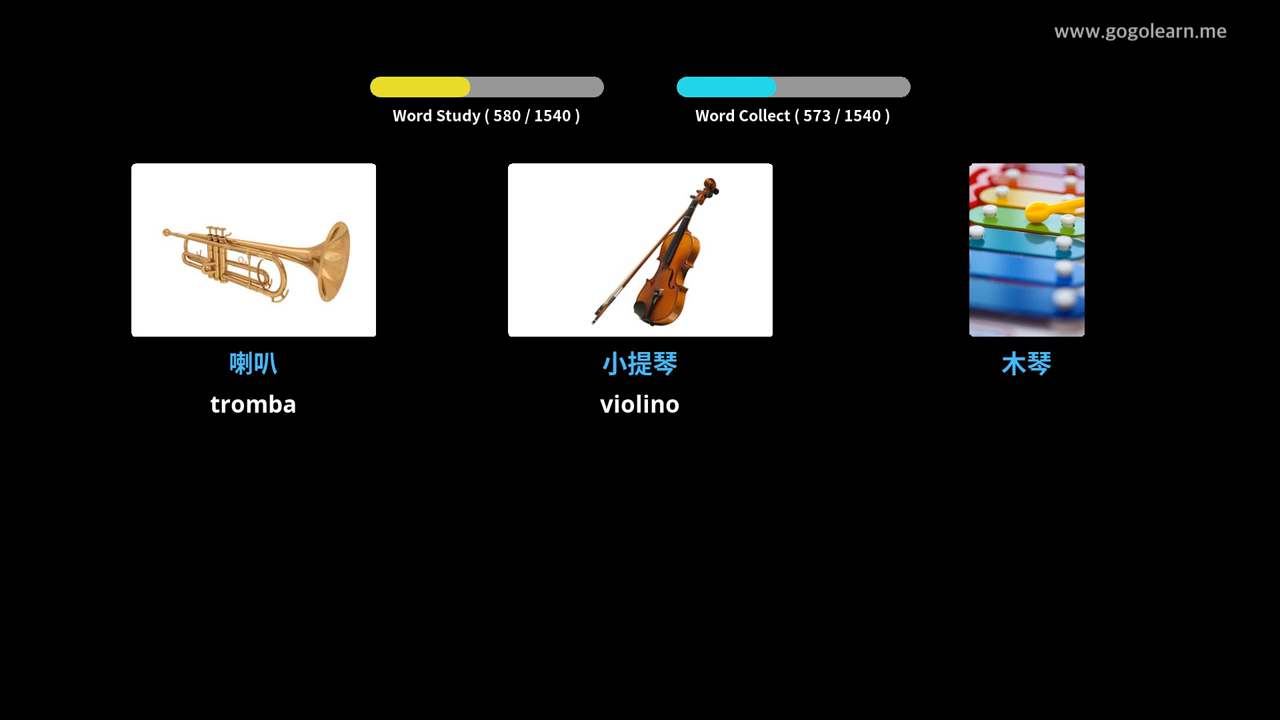 www.gogolearn.me
Word Study ( 580 / 1540 )
Word Collect ( 573 / 1540 )
喇叭
小提琴
木琴
tromba
violino